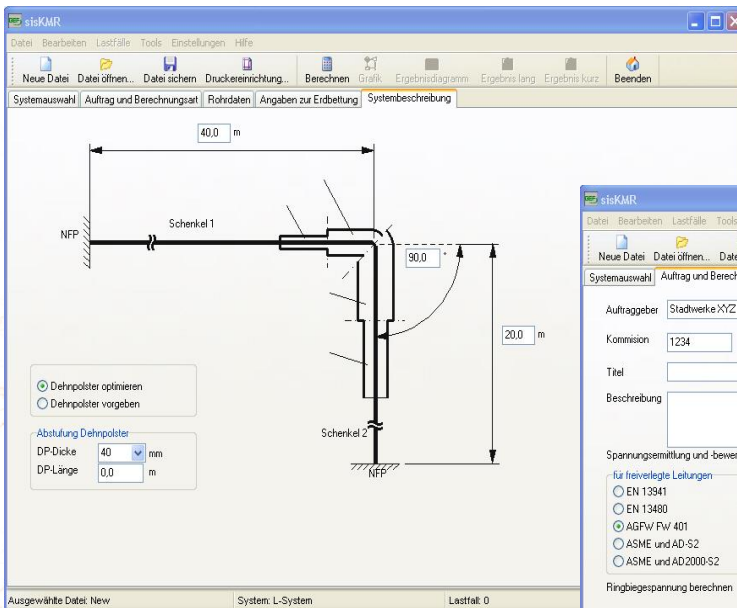 sisKMR
Datei Bearbeiten Lastfälle Tools Einstellungen Hilfe
Neue Datei Datei öffnen... Datei sichern Druckereinrichtung... Berechnen Grafik Ergebnisdiagramm Ergebnis lang Ergebnis kurz Beenden
Systemauswahl Auftrag und Berechnungsart Rohrdaten Angaben zur Erdbettung Systembeschreibung
40,0 m
NFP
Schenkel 1
90,0 °
20,0 m
Dehnpolster optimieren
Dehnpolster vorgeben
Abstufung Dehnpolster
DP-Dicke 40 mm
DP-Länge 0,0 m
Schenkel 2
NFP
Ausgewählte Datei: New System: L-System Lastfall: 0
sisKMR
Datei Bearbeiten Lastfälle Tools
Neue Datei Datei öffnen... Date
Systemauswahl Auftrag und Berech
Auftraggeber Stadtwerke XYZ
Kommision 1234
Titel
Beschreibung
Spannungsermittlung und -bewer
für freiverlegte Leitungen
EN 13941
EN 13480
AGFW FW 401
ASME und AD-S2
ASME und AD2000-S2
Ringbiegespannung berechnen